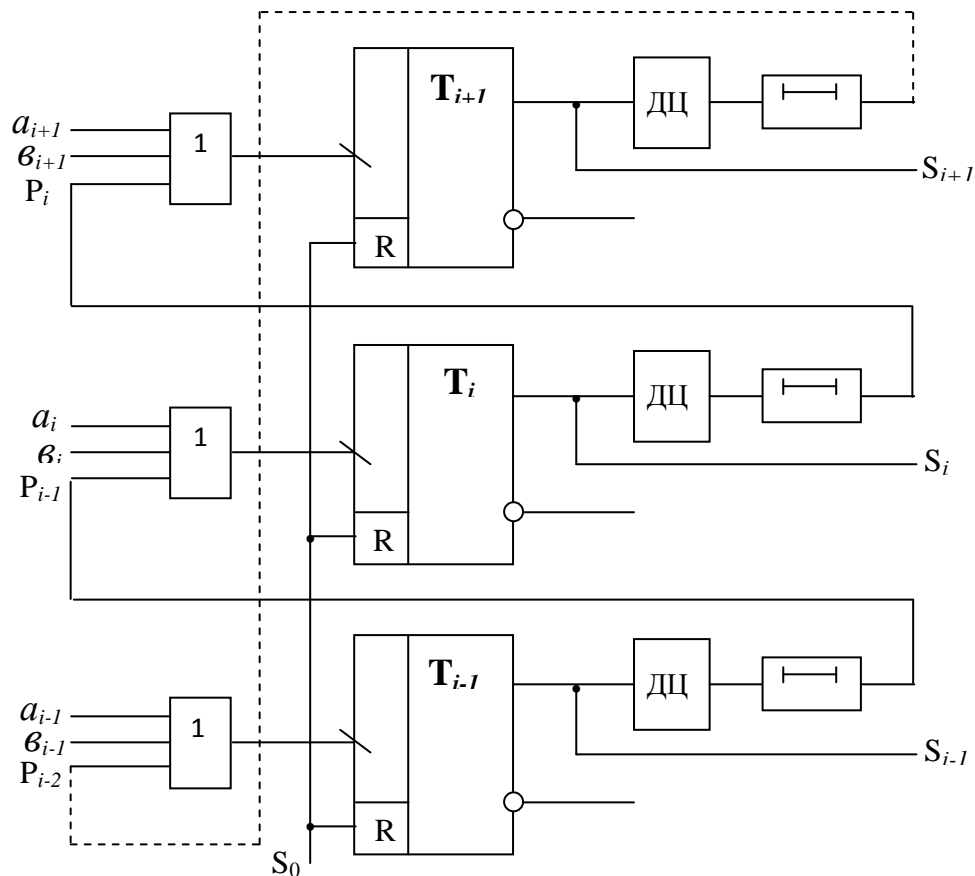 T_{i+1}
ДЦ
a_{i+1}
1
в_{i+1}
P_i
S_{i+1}
R
T_i
ДЦ
a_i
1
в_i
P_{i-1}
S_i
R
T_{i-1}
ДЦ
a_{i-1}
1
в_{i-1}
P_{i-2}
S_{i-1}
R
S_0